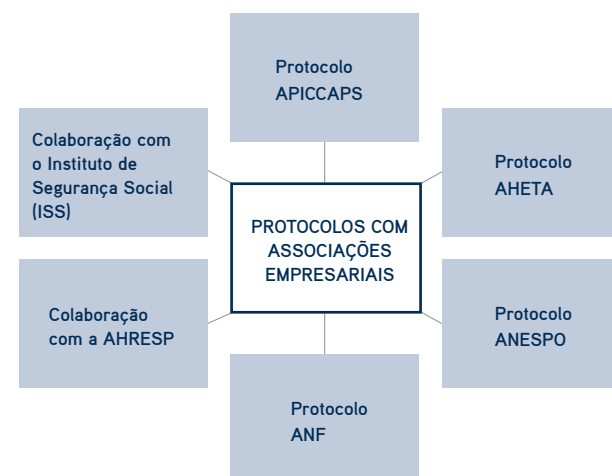 Protocolo
APICCAPS
Colaboração com
o Instituto de
Segurança Social
(ISS)
Protocolo
AHETA
PROTOCOLOS COM
ASSOCIAÇÕES
EMPRESARIAIS
Colaboração
com a AHRESP
Protocolo
ANESPO
Protocolo
ANF